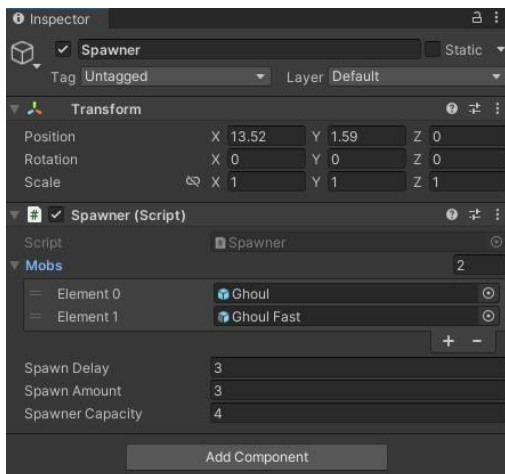 Inspector
Spawner Static
Tag Untagged Layer Default
Transform
Position X 13.52 Y 1.59 Z 0
Rotation X 0 Y 0 Z 0
Scale X 1 Y 1 Z 1
# Spawner (Script)
Script Spawner
Mobs 2
Element 0 Ghoul
Element 1 Ghoul Fast
+ -
Spawn Delay 3
Spawn Amount 3
Spawner Capacity 4
Add Component